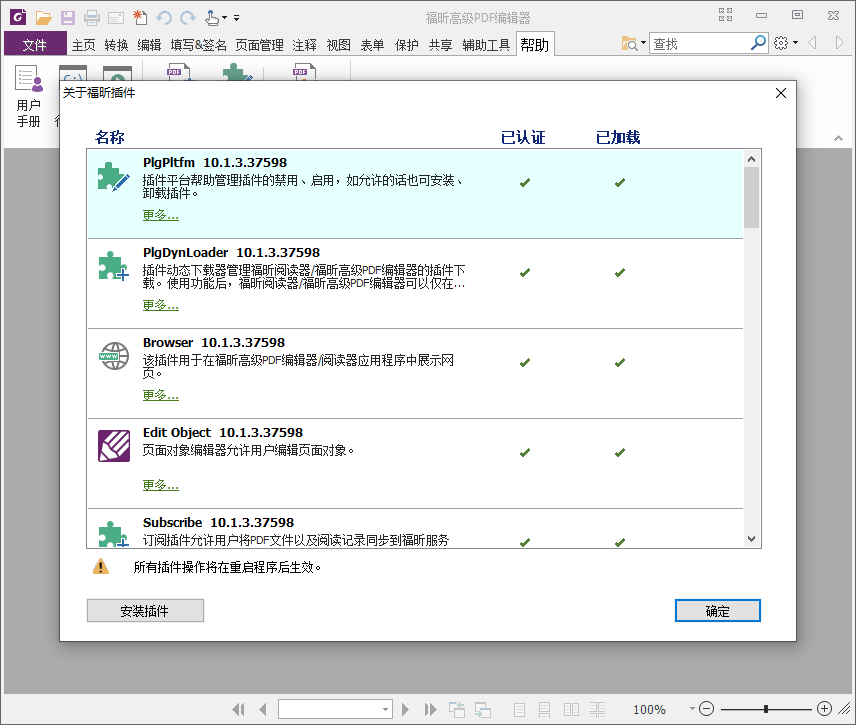 福昕高级PDF编辑器
文件 主页 转换 编辑 填写&签名 页面管理 注释 视图 表单 保护 共享 辅助工具 帮助 查找
用户
手册
关于福昕插件
名称 已认证 已加载
PlgPltfm 10.1.3.37598
插件平台帮助管理插件的禁用、启用，如允许的话也可安装、
卸载插件。
更多...
PlgDynLoader 10.1.3.37598
插件动态下载器管理福昕阅读器/福昕高级PDF编辑器的插件下
载。使用功能后，福昕阅读器/福昕高级PDF编辑器可以仅在...
更多...
Browser 10.1.3.37598
该插件用于在福昕高级PDF编辑器/阅读器应用程序中展示网
页。
更多...
Edit Object 10.1.3.37598
页面对象编辑器允许用户编辑页面对象。
更多...
Subscribe 10.1.3.37598
订阅插件允许用户将PDF文件以及阅读记录同步到福昕服务
所有插件操作将在重启程序后生效。
安装插件 确定
100%